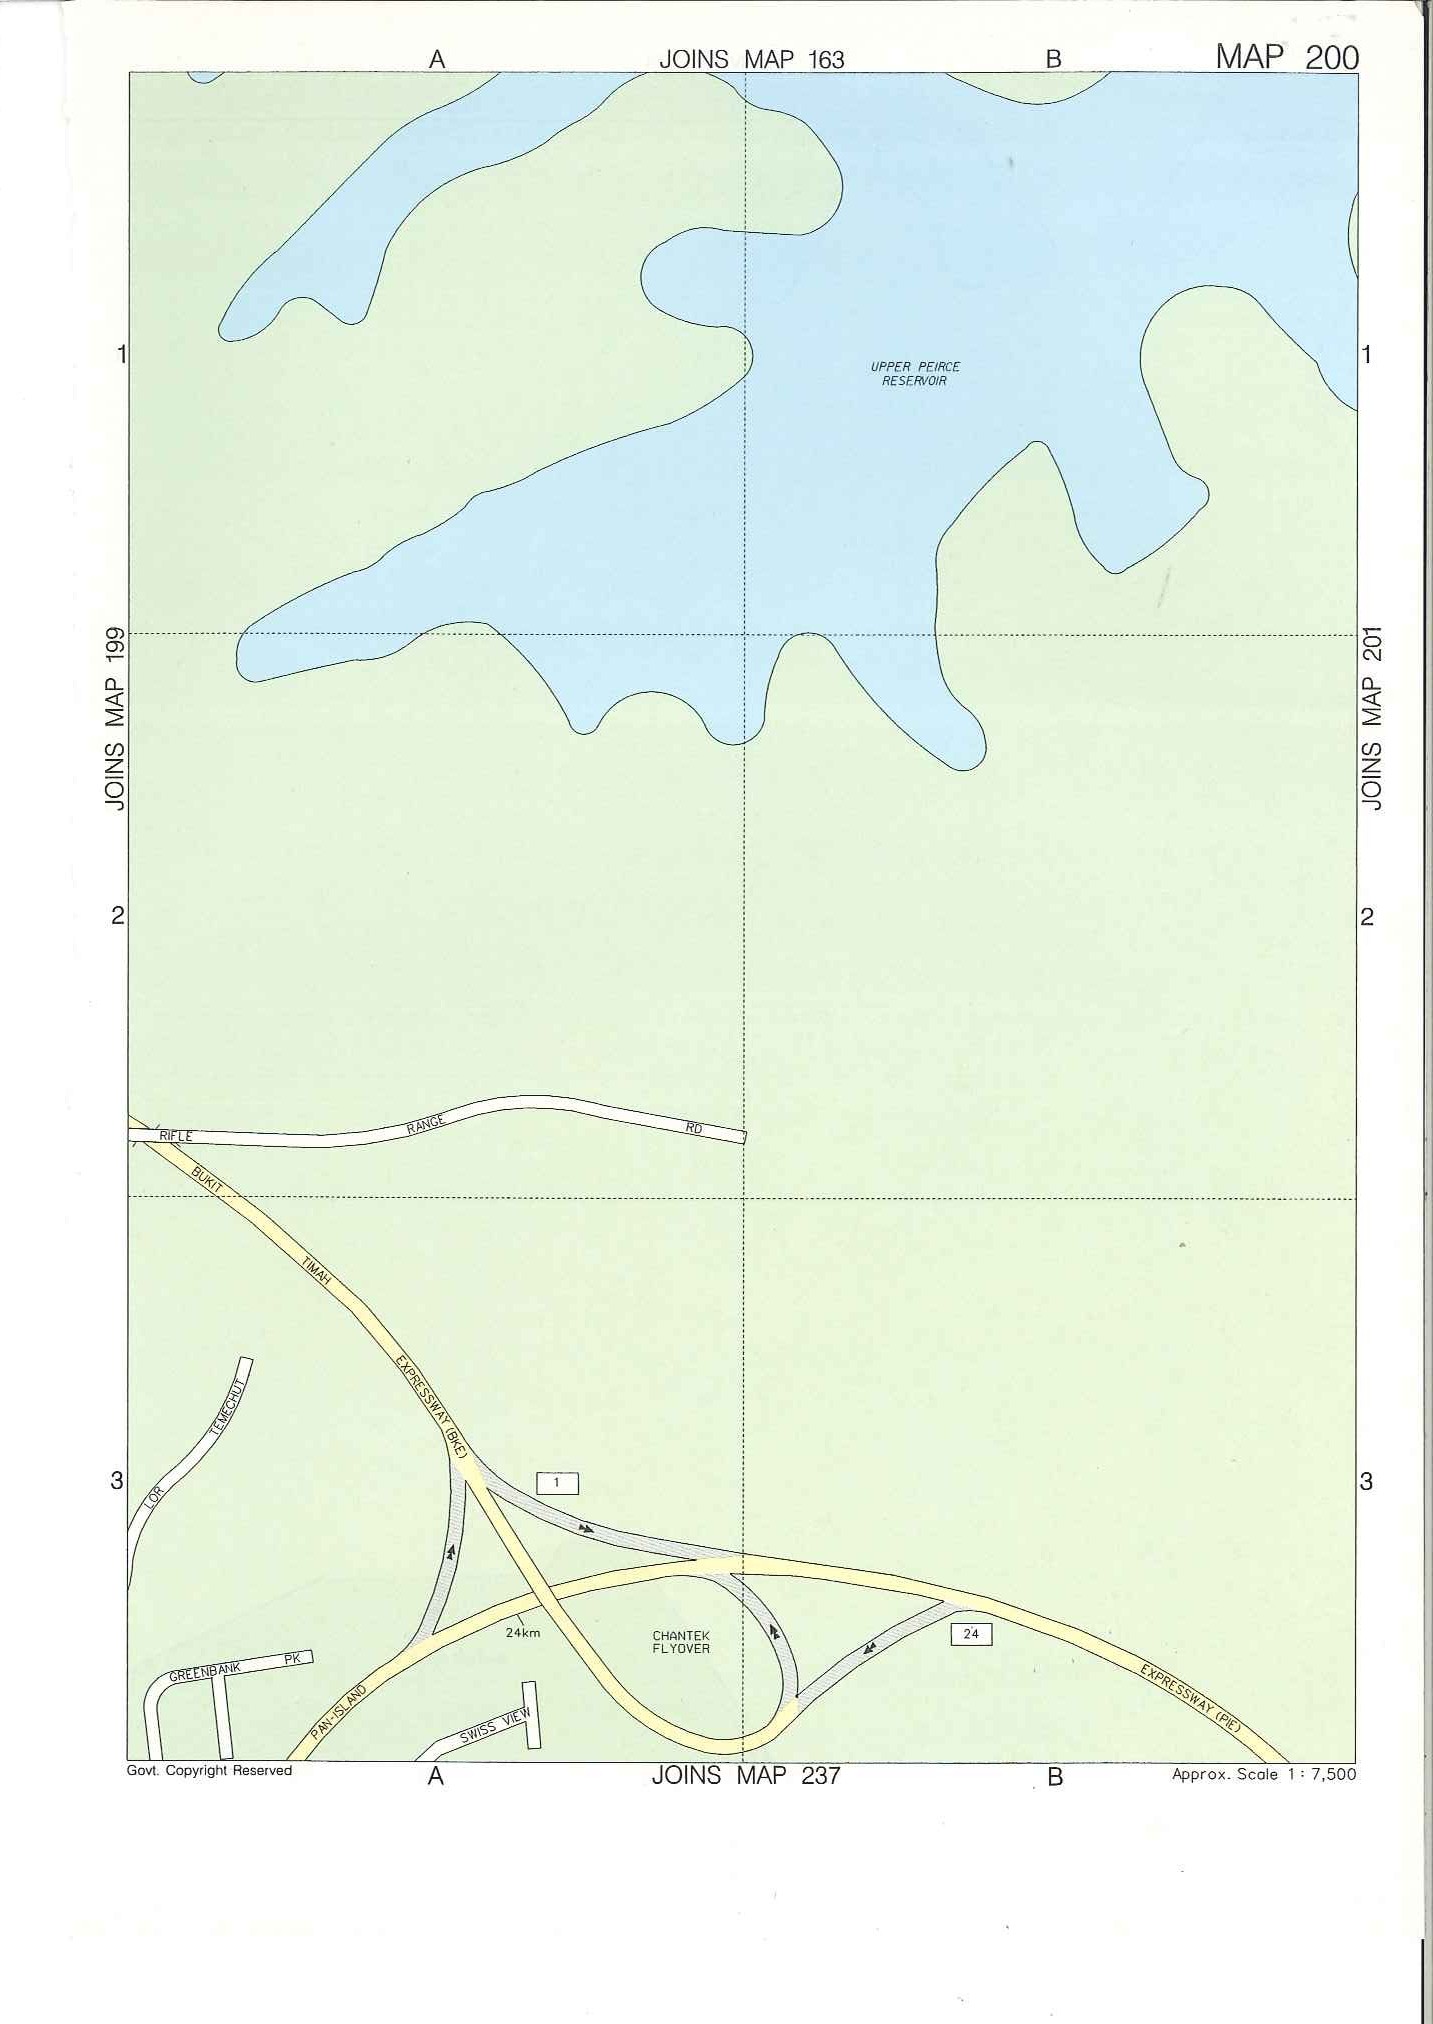 A JOINS MAP 163 B MAP 200
UPPER PEIRCE
RESERVOIR
1
1
JOINS MAP 199
JOINS MAP 201
2
2
RIFLE RANGE RD
BUKIT TIMAH EXPRESSWAY (BKE)
LOR TEMECHUT
3
3
1
24km
CHANTEK
FLYOVER
24
GREENBANK PK
PAN-ISLAND EXPRESSWAY (PIE)
SWISS VIEW
Govt. Copyright Reserved
A JOINS MAP 237 B
Approx. Scale 1 : 7,500